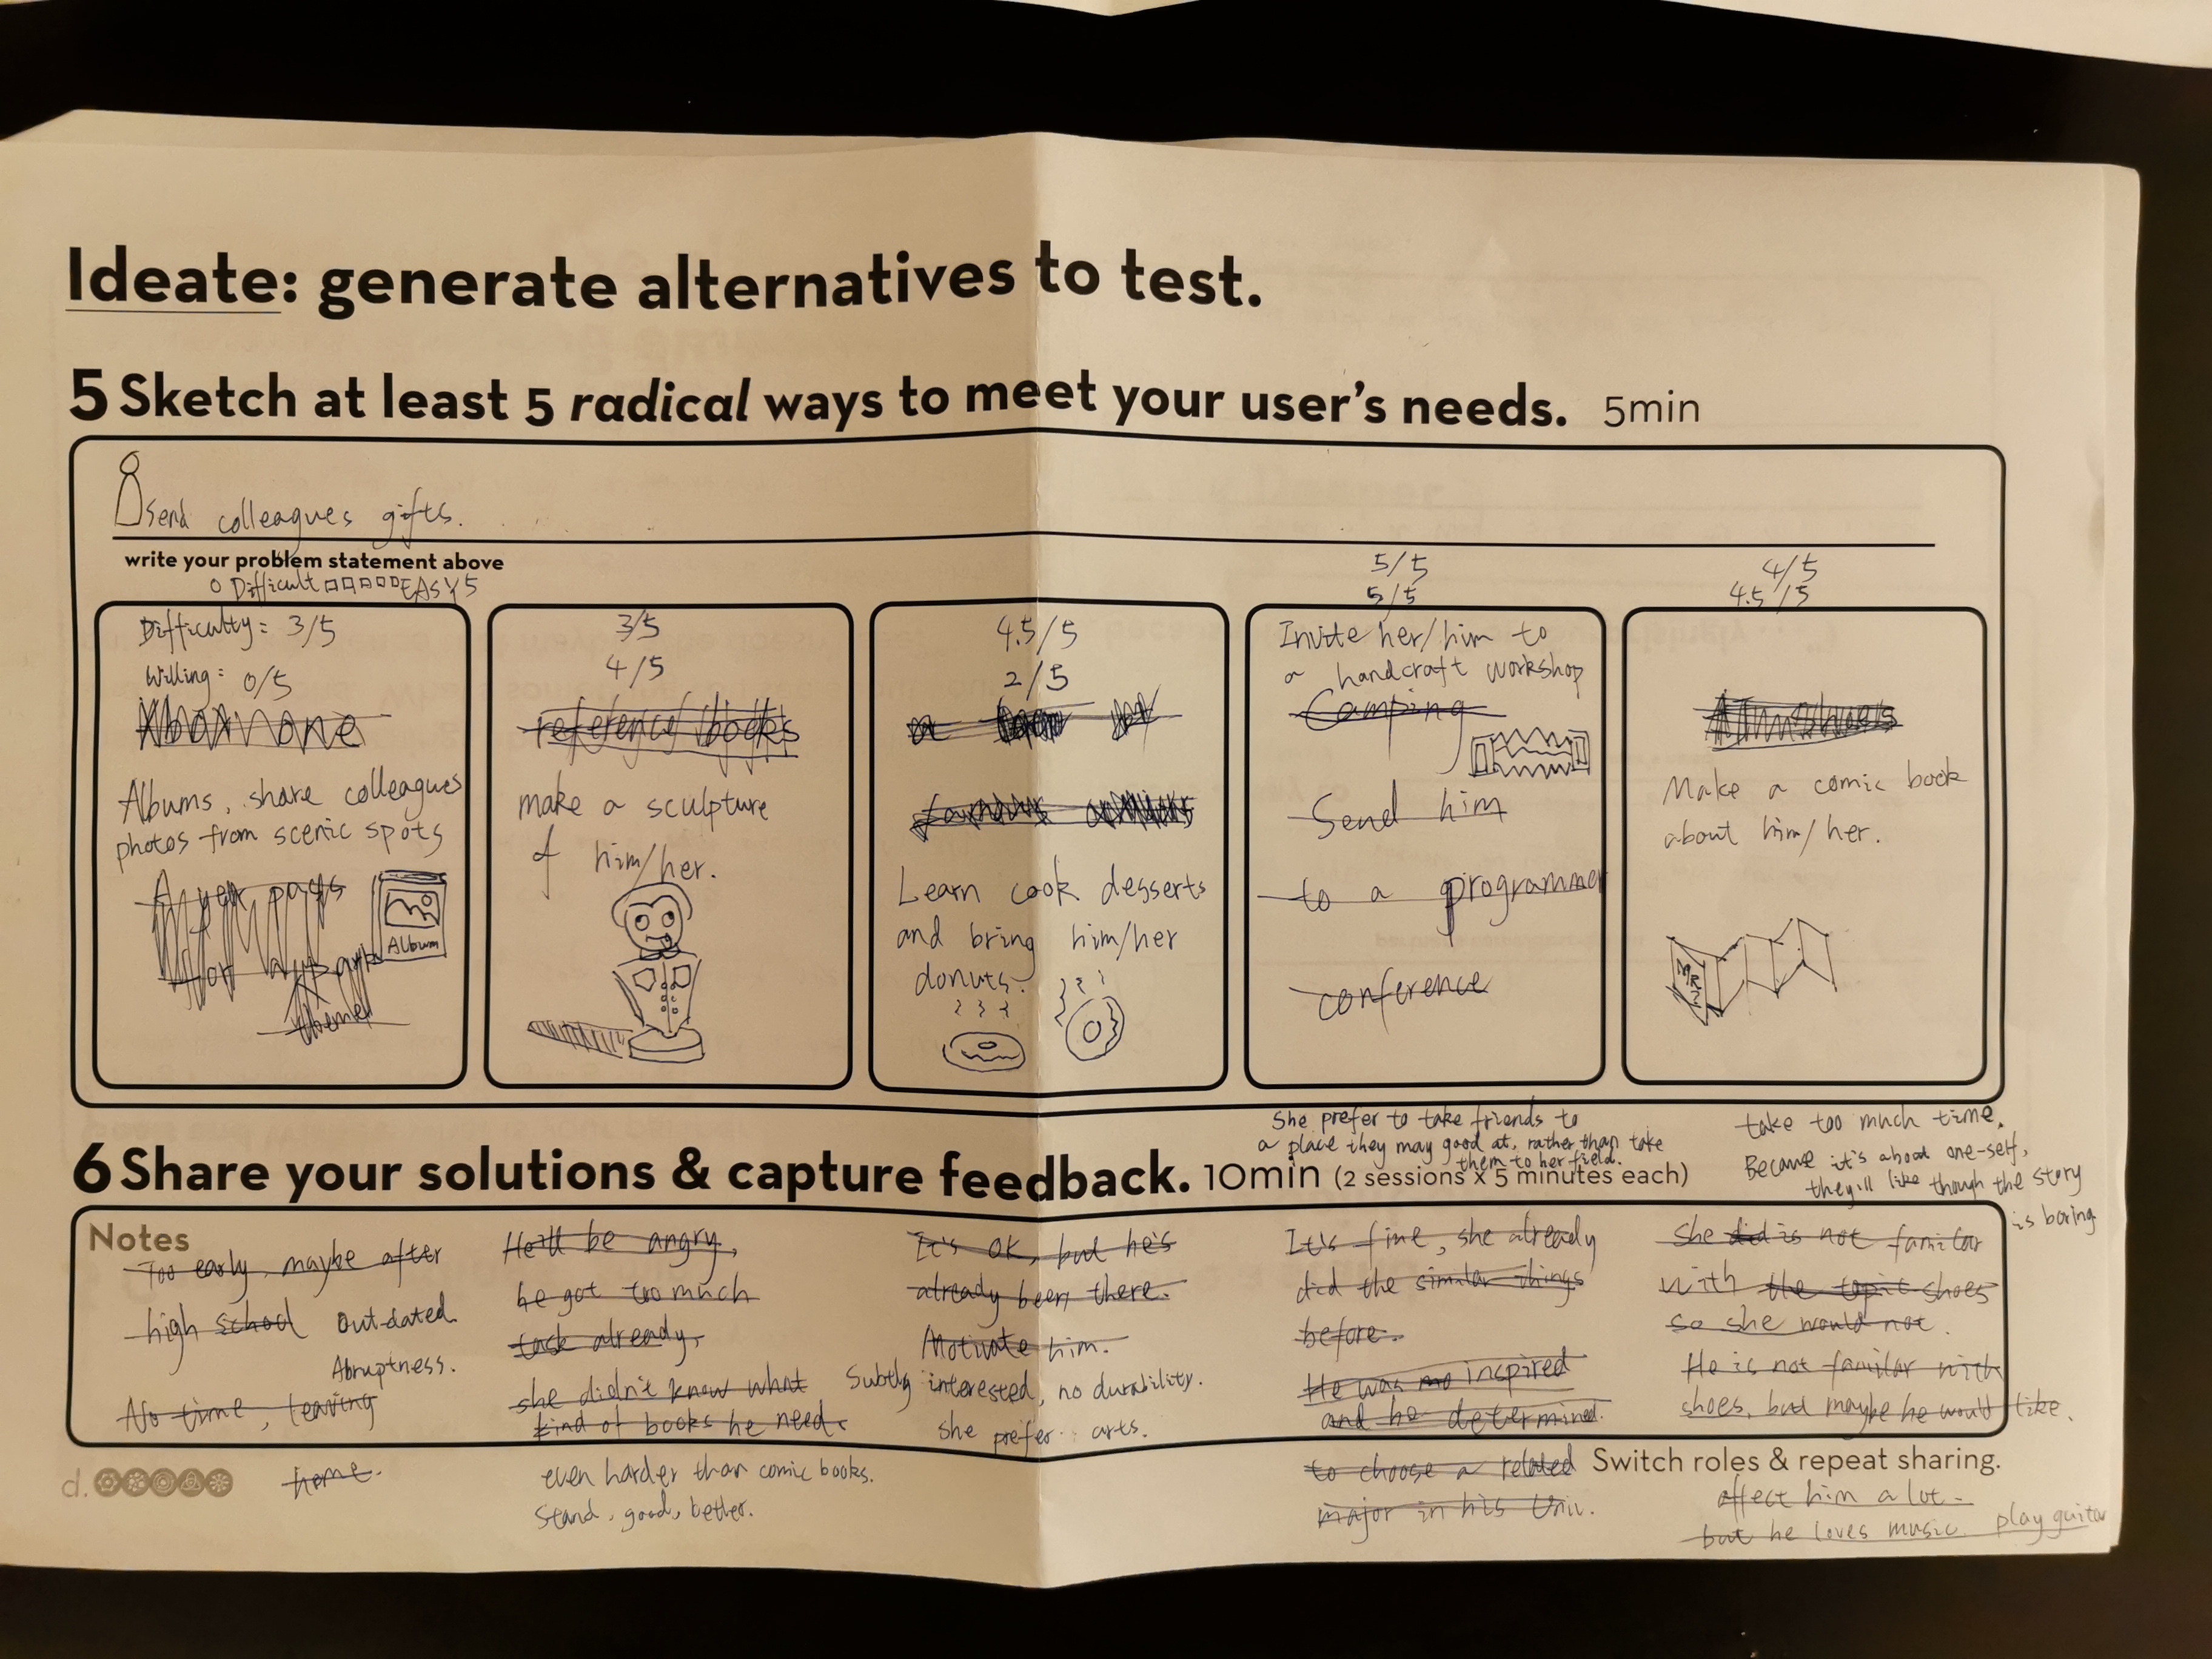 Ideate: generate alternatives to test.
5 Sketch at least 5 radical ways to meet your user's needs. 5min
Send colleagues gifts.
write your problem statement above
0 Difficult EASY 5
Difficulty: 3/5
Willing: 0/5
Xbox one
Albums, share colleagues
photos from scenic spots
Album
3/5
4/5
reference books
make a sculpture
of him/her.
4.5/5
2/5
a
Learn cook desserts
and bring him/her
donuts.
5/5
5/5
Invite her/him to
a handcraft workshop
Camping
Send him
to a programmer
conference
4/5
4.5/5
Make a comic book
about him/her.
6 Share your solutions & capture feedback. 10min (2 sessions x 5 minutes each)
She prefer to take friends to
a place they may good at, rather than take
them to her field.
take too much time.
Because it's about one-self,
they'll like though the story
is boring
Notes
Too early, maybe after
high school
Out-dated
Abruptness.
No time, leaving
home.
He'll be angry,
he got too much
task already,
she didn't know what
kind of books he need.
even harder than comic books.
Stand, good, better.
It's OK, but he's
already been there.
Motivate him.
Subtly interested, no durability.
She prefer arts.
It's fine, she already
did the similar things
before.
He was no inspired
and he determined.
to choose a related
major in his Univ.
She did is not familar
with the topic shoes
so she would not.
He is not familar with
shoes, but maybe he would like.
Switch roles & repeat sharing.
affect him a lot.
but he loves music. play guitar
d.